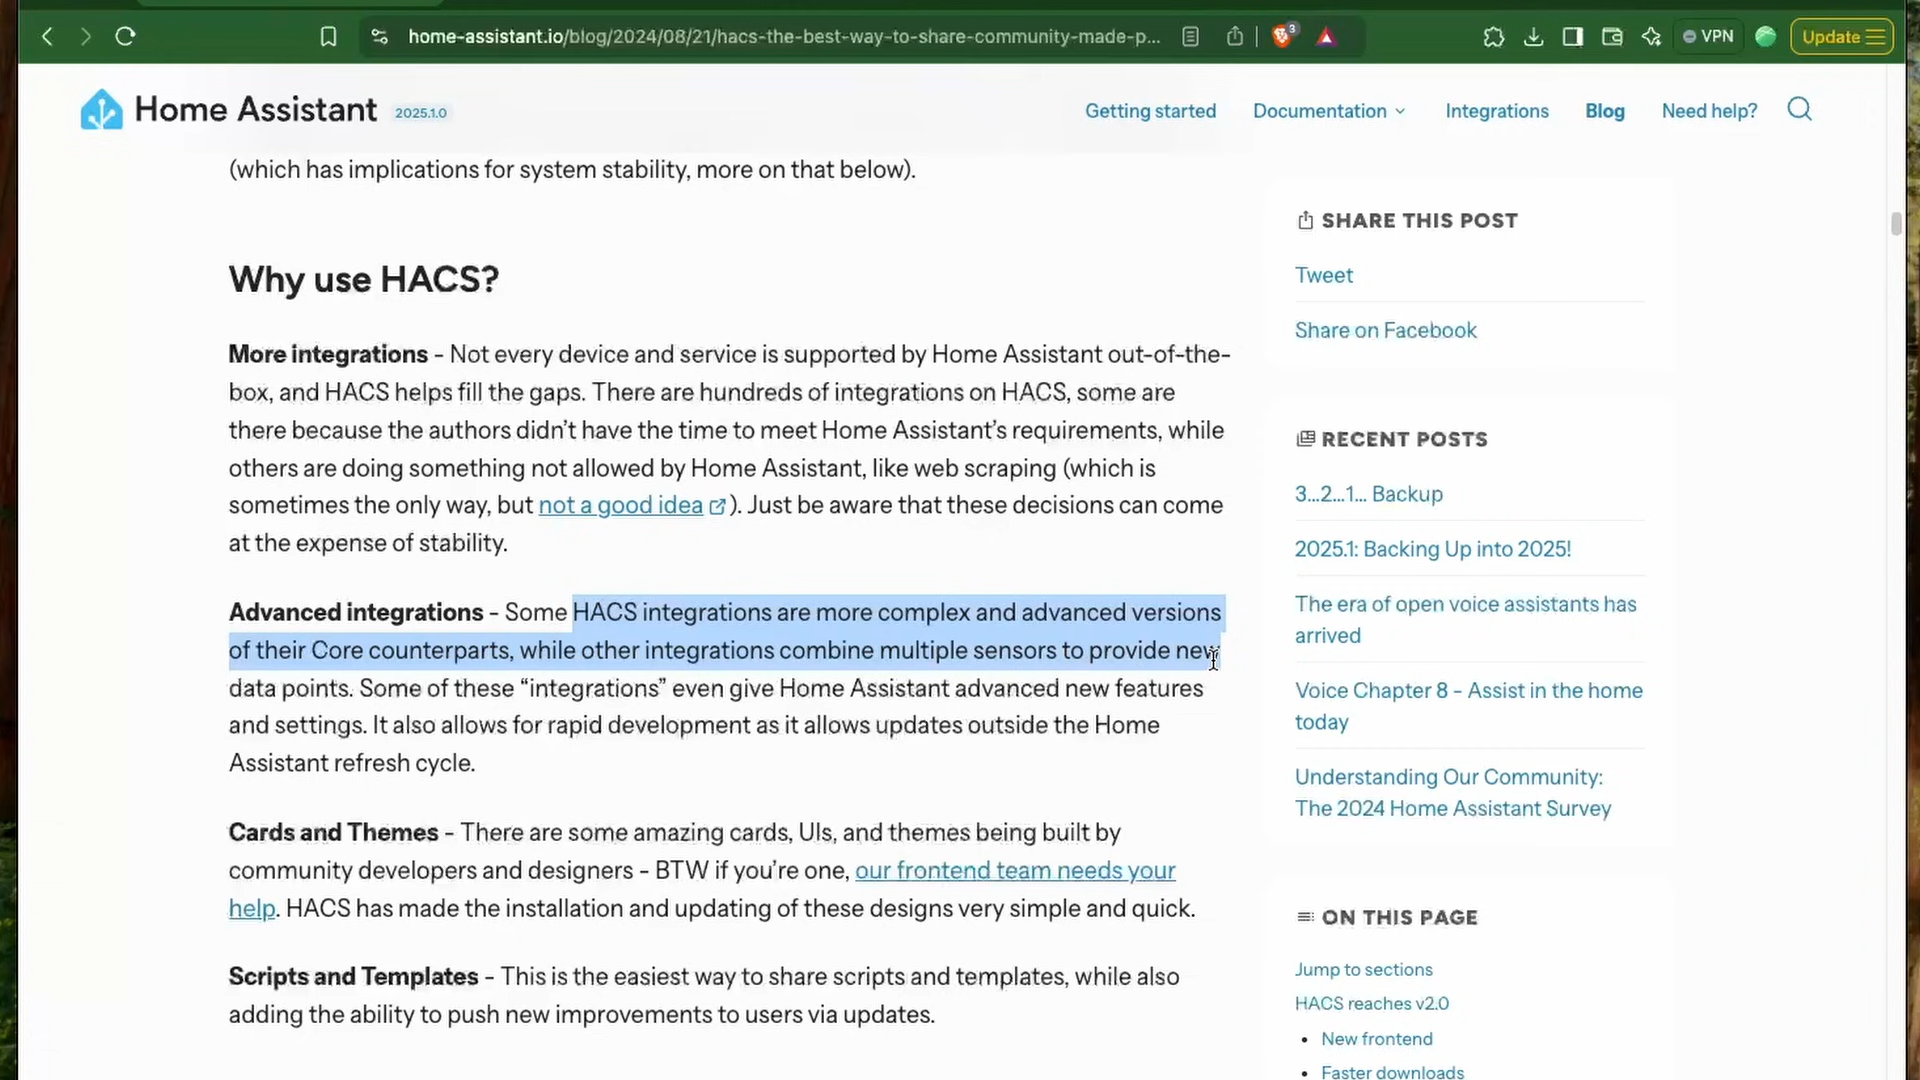 home-assistant.io/blog/2024/08/21/hacs-the-best-way-to-share-community-made-p...
3
VPN
Update
Home Assistant 2025.1.0
Getting started
Documentation
Integrations
Blog
Need help?
(which has implications for system stability, more on that below).
Why use HACS?
More integrations - Not every device and service is supported by Home Assistant out-of-the-
box, and HACS helps fill the gaps. There are hundreds of integrations on HACS, some are
there because the authors didn’t have the time to meet Home Assistant’s requirements, while
others are doing something not allowed by Home Assistant, like web scraping (which is
sometimes the only way, but not a good idea ). Just be aware that these decisions can come
at the expense of stability.
Advanced integrations - Some HACS integrations are more complex and advanced versions
of their Core counterparts, while other integrations combine multiple sensors to provide new
data points. Some of these “integrations” even give Home Assistant advanced new features
and settings. It also allows for rapid development as it allows updates outside the Home
Assistant refresh cycle.
Cards and Themes - There are some amazing cards, UIs, and themes being built by
community developers and designers - BTW if you’re one, our frontend team needs your
help. HACS has made the installation and updating of these designs very simple and quick.
Scripts and Templates - This is the easiest way to share scripts and templates, while also
adding the ability to push new improvements to users via updates.
SHARE THIS POST
Tweet
Share on Facebook
RECENT POSTS
3...2...1... Backup
2025.1: Backing Up into 2025!
The era of open voice assistants has
arrived
Voice Chapter 8 - Assist in the home
today
Understanding Our Community:
The 2024 Home Assistant Survey
ON THIS PAGE
Jump to sections
HACS reaches v2.0
• New frontend
• Faster downloads